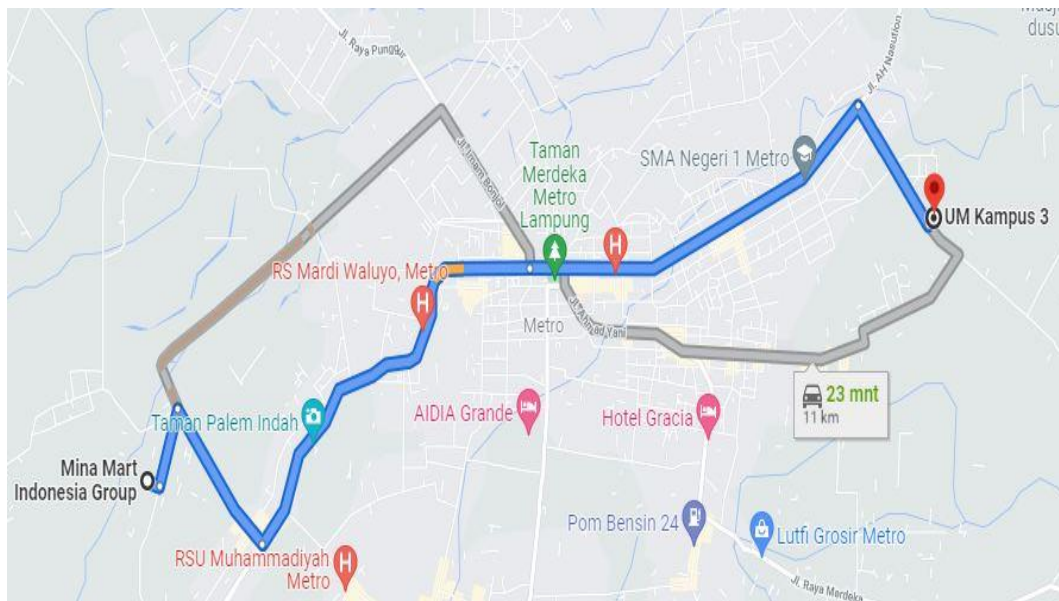 Masji
dusu
Jl. Raya Punggur
Jl. AH Nasution
Jl. Imam Bonjol
Taman
Merdeka
Metro
Lampung
SMA Negeri 1 Metro
UM Kampus 3
RS Mardi Waluyo, Metro
Metro
Jl. Ahmad Yani
23 mnt
11 km
Taman Palem Indah
AIDIA Grande
Hotel Gracia
Mina Mart
Indonesia Group
Pom Bensin 24
Lutfi Grosir Metro
RSU Muhammadiyah
Metro
Jl. Raya Merdeka